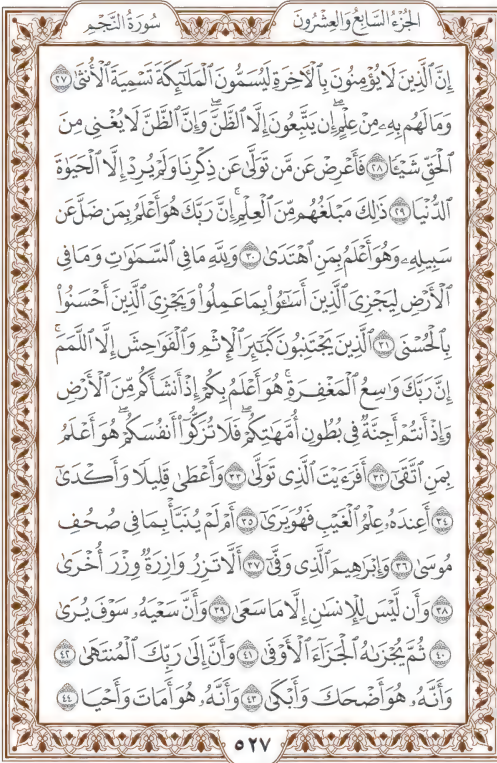 الجزء السابع والعشرون سورة النجم
إِنَّ ٱلَّذِينَ لَا يُؤْمِنُونَ بِٱلْأَخِرَةِ لَيُسَمُّونَ ٱلْمَلَٰٓئِكَةَ تَسْمِيَةَ ٱلْأُنثَىٰ ٢٧
وَمَا لَهُم بِهِۦ مِنْ عِلْمٍ ۖ إِن يَتَّبِعُونَ إِلَّا ٱلظَّنَّ ۖ وَإِنَّ ٱلظَّنَّ لَا يُغْنِى مِنَ
ٱلْحَقِّ شَيْـًٔا ٢٨ فَأَعْرِضْ عَن مَّن تَوَلَّىٰ عَن ذِكْرِنَا وَلَمْ يُرِدْ إِلَّا ٱلْحَيَوٰةَ
ٱلدُّنْيَا ٢٩ ذَٰلِكَ مَبْلَغُهُم مِّنَ ٱلْعِلْمِ ۚ إِنَّ رَبَّكَ هُوَ أَعْلَمُ بِمَن ضَلَّ عَن
سَبِيلِهِۦ وَهُوَ أَعْلَمُ بِمَنِ ٱهْتَدَىٰ ٣٠ وَلِلَّهِ مَا فِى ٱلسَّمَٰوَٰتِ وَمَا فِى
ٱلْأَرْضِ لِيَجْزِىَ ٱلَّذِينَ أَسَٰٓـُٔوا۟ بِمَا عَمِلُوا۟ وَيَجْزِىَ ٱلَّذِينَ أَحْسَنُوا۟
بِٱلْحُسْنَى ٣١ ٱلَّذِينَ يَجْتَنِبُونَ كَبَٰٓئِرَ ٱلْإِثْمِ وَٱلْفَوَٰحِشَ إِلَّا ٱللَّمَمَ ۚ
إِنَّ رَبَّكَ وَٰسِعُ ٱلْمَغْفِرَةِ ۚ هُوَ أَعْلَمُ بِكُمْ إِذْ أَنشَأَكُم مِّنَ ٱلْأَرْضِ
وَإِذْ أَنتُمْ أَجِنَّةٌ فِى بُطُونِ أُمَّهَٰتِكُمْ ۖ فَلَا تُزَكُّوٓا۟ أَنفُسَكُمْ ۖ هُوَ أَعْلَمُ
بِمَنِ ٱتَّقَىٰٓ ٣٢ أَفَرَءَيْتَ ٱلَّذِى تَوَلَّىٰ ٣٣ وَأَعْطَىٰ قَلِيلًا وَأَكْدَىٰٓ
٣٤ أَعِندَهُۥ عِلْمُ ٱلْغَيْبِ فَهُوَ يَرَىٰٓ ٣٥ أَمْ لَمْ يُنَبَّأْ بِمَا فِى صُحُفِ
مُوسَىٰ ٣٦ وَإِبْرَٰهِيمَ ٱلَّذِى وَفَّىٰٓ ٣٧ أَلَّا تَزِرُ وَازِرَةٌ وِزْرَ أُخْرَىٰ
٣٨ وَأَن لَّيْسَ لِلْإِنسَٰنِ إِلَّا مَا سَعَىٰ ٣٩ وَأَنَّ سَعْيَهُۥ سَوْفَ يُرَىٰ
٤٠ ثُمَّ يُجْزَىٰهُ ٱلْجَزَآءَ ٱلْأَوْفَىٰ ٤١ وَأَنَّ إِلَىٰ رَبِّكَ ٱلْمُنتَهَىٰ ٤٢
وَأَنَّهُۥ هُوَ أَضْحَكَ وَأَبْكَىٰ ٤٣ وَأَنَّهُۥ هُوَ أَمَاتَ وَأَحْيَا ٤٤
٥٢٧